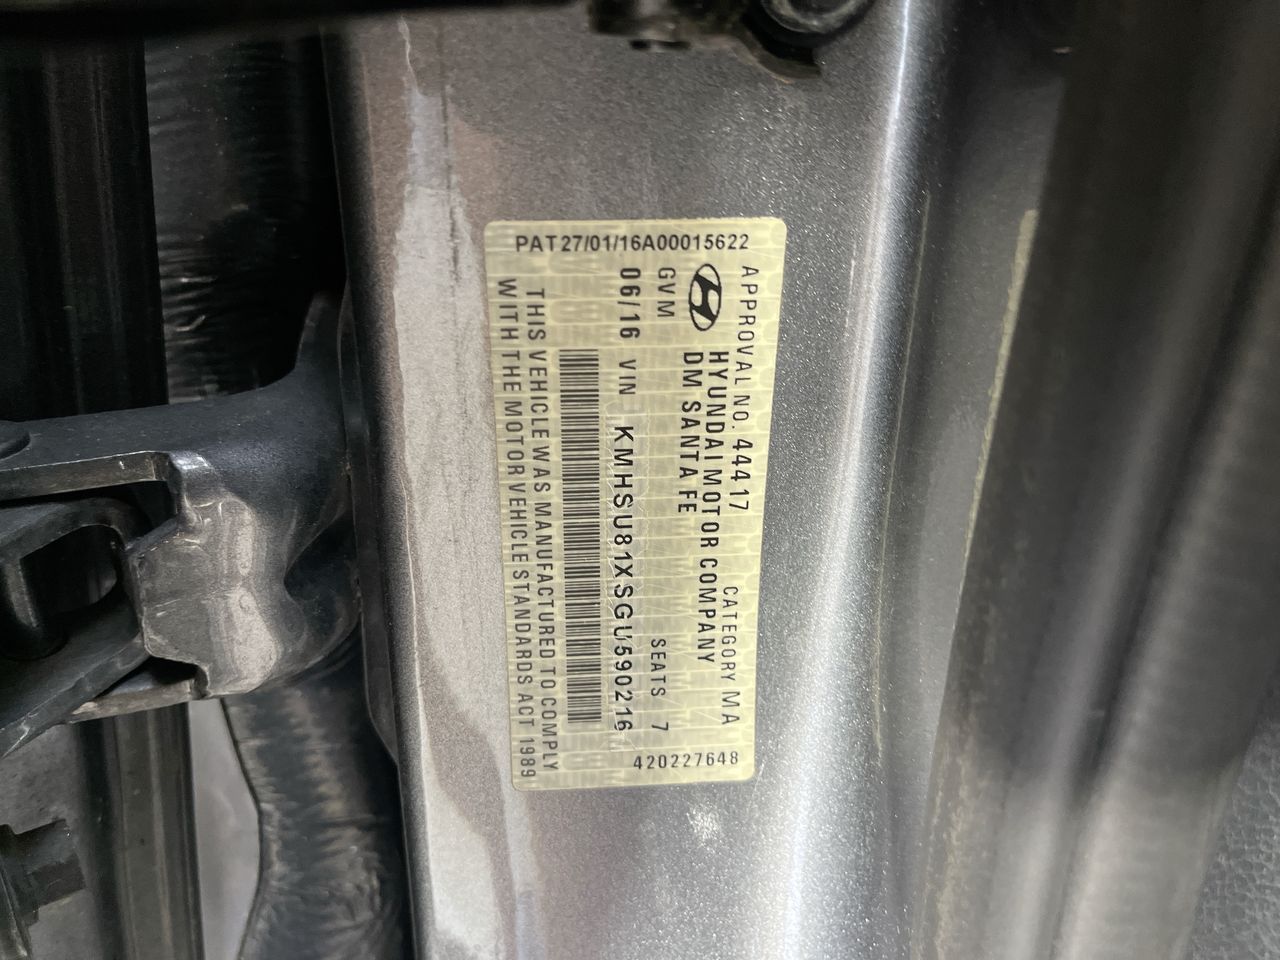 PAT27/01/16A00015622
APPROVAL NO. 44417 CATEGORY MA
HYUNDAI MOTOR COMPANY
DM SANTA FE
GVM SEATS 7
06/16 VIN KMHSU81XSGU590216
THIS VEHICLE WAS MANUFACTURED TO COMPLY
WITH THE MOTOR VEHICLE STANDARDS ACT 1989
420227648